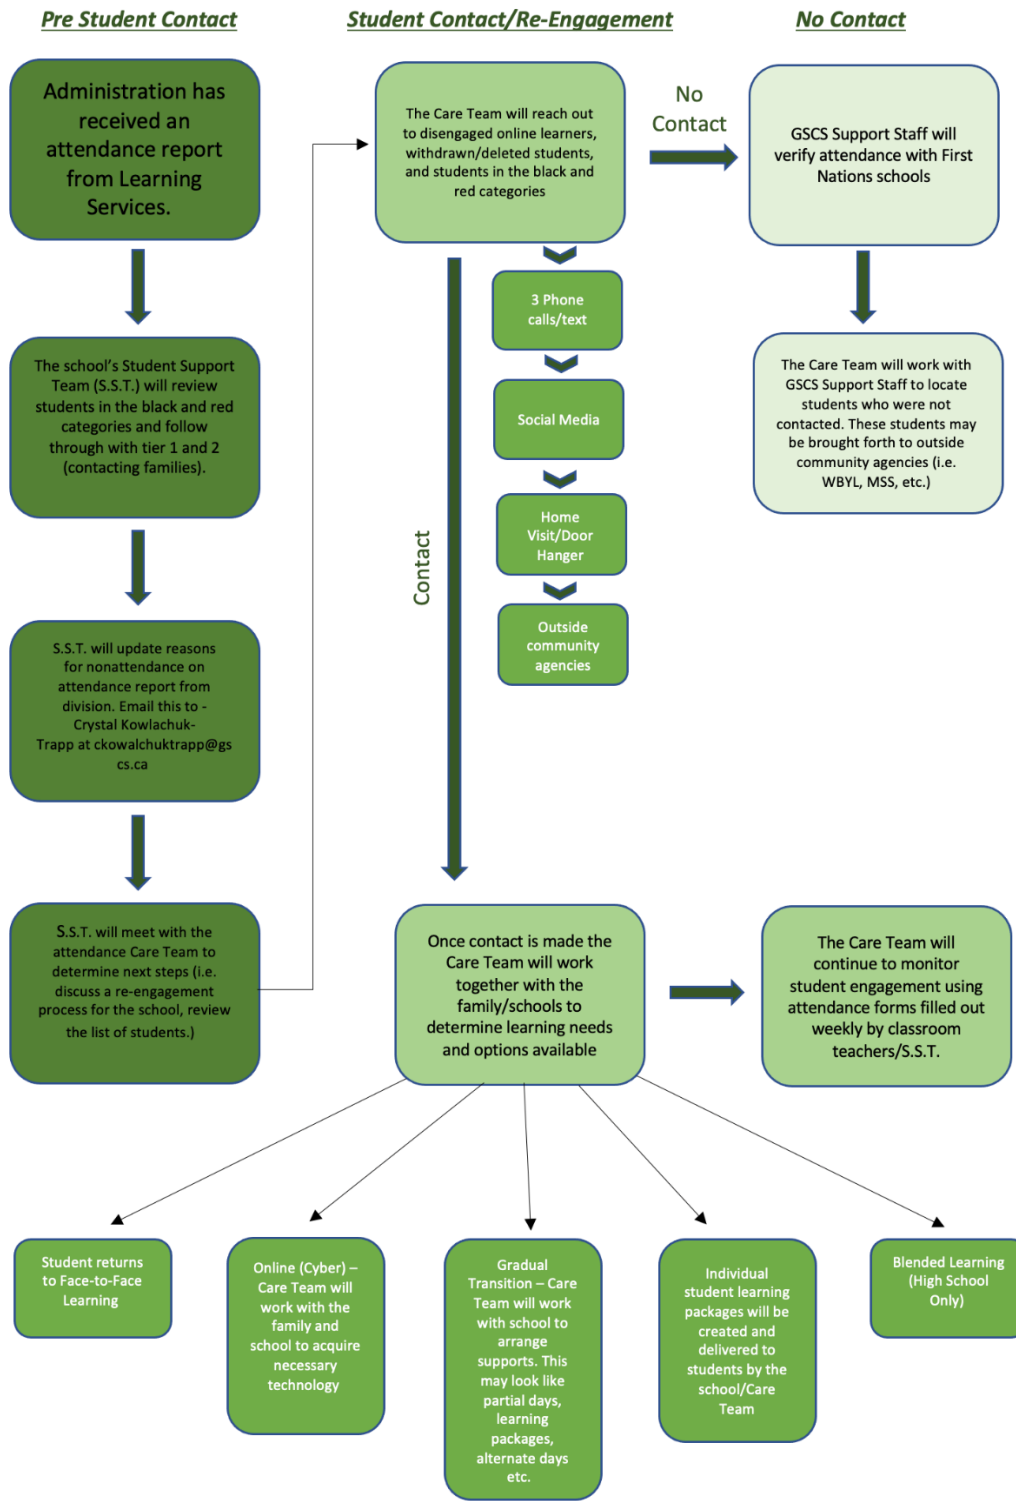 Pre Student Contact
Student Contact/Re-Engagement
No Contact
Administration has
received an
attendance report
from Learning
Services.
The school's Student Support
Team (S.S.T.) will review
students in the black and red
categories and follow
through with tier 1 and 2
(contacting families).
S.S.T. will update reasons
for nonattendance on
attendance report from
division. Email this to -
Crystal Kowlachuk-
Trapp at ckowalchuktrapp@gs
cs.ca
S.S.T. will meet with the
attendance Care Team to
determine next steps (i.e.
discuss a re-engagement
process for the school, review
the list of students.)
The Care Team will reach out
to disengaged online learners,
withdrawn/deleted students,
and students in the black and
red categories
No
Contact
GSCS Support Staff will
verify attendance with First
Nations schools
3 Phone
calls/text
Social Media
Home
Visit/Door
Hanger
Outside
community
agencies
Contact
The Care Team will work with
GSCS Support Staff to locate
students who were not
contacted. These students may
be brought forth to outside
community agencies (i.e.
WBYL, MSS, etc.)
Once contact is made the
Care Team will work
together with the
family/schools to
determine learning needs
and options available
The Care Team will
continue to monitor
student engagement using
attendance forms filled out
weekly by classroom
teachers/S.S.T.
Student returns
to Face-to-Face
Learning
Online (Cyber) –
Care Team will
work with the
family and
school to acquire
necessary
technology
Gradual
Transition – Care
Team will work
with school to
arrange
supports. This
may look like
partial days,
learning
packages,
alternate days
etc.
Individual
student learning
packages will be
created and
delivered to
students by the
school/Care
Team
Blended Learning
(High School
Only)